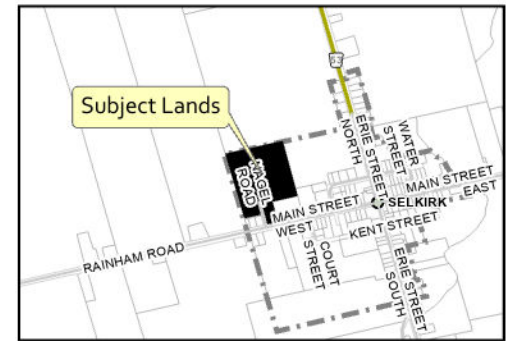 53
Subject Lands
NAGEL
ROAD
ERIE STREET
NORTH
WATER
STREET
MAIN STREET
EAST
SELKIRK
MAIN STREET
WEST
KENT STREET
COURT
STREET
RAINHAM ROAD
ERIE STREET
SOUTH